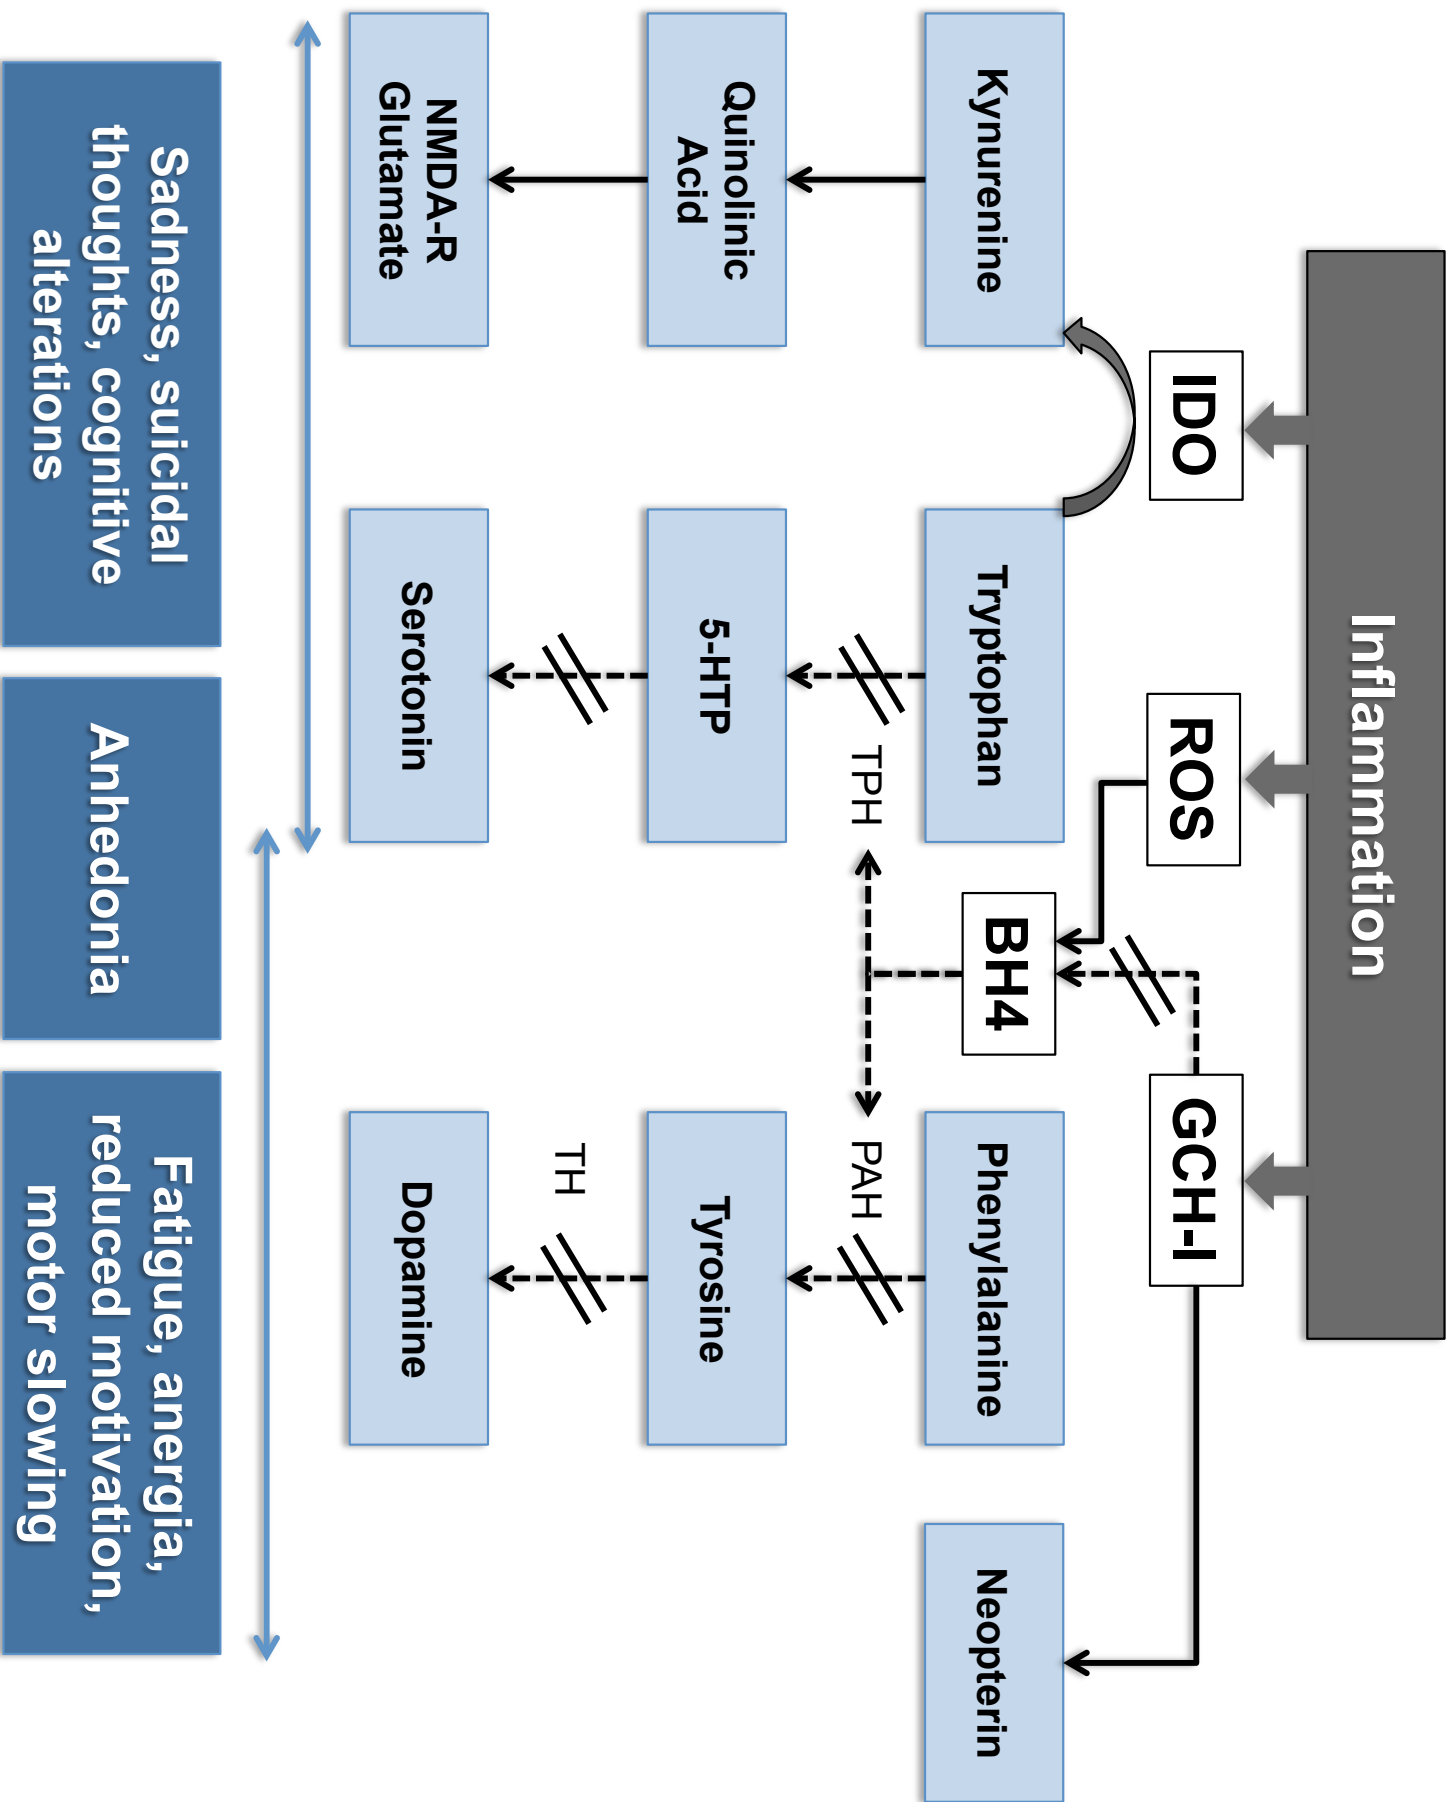 Inflammation
IDO
ROS
GCH-I
BH4
Kynurenine
Tryptophan
Phenylalanine
Neopterin
TPH
PAH
Quinolinic
Acid
5-HTP
Tyrosine
TH
NMDA-R
Glutamate
Serotonin
Dopamine
Sadness, suicidal
thoughts, cognitive
alterations
Anhedonia
Fatigue, anergia,
reduced motivation,
motor slowing